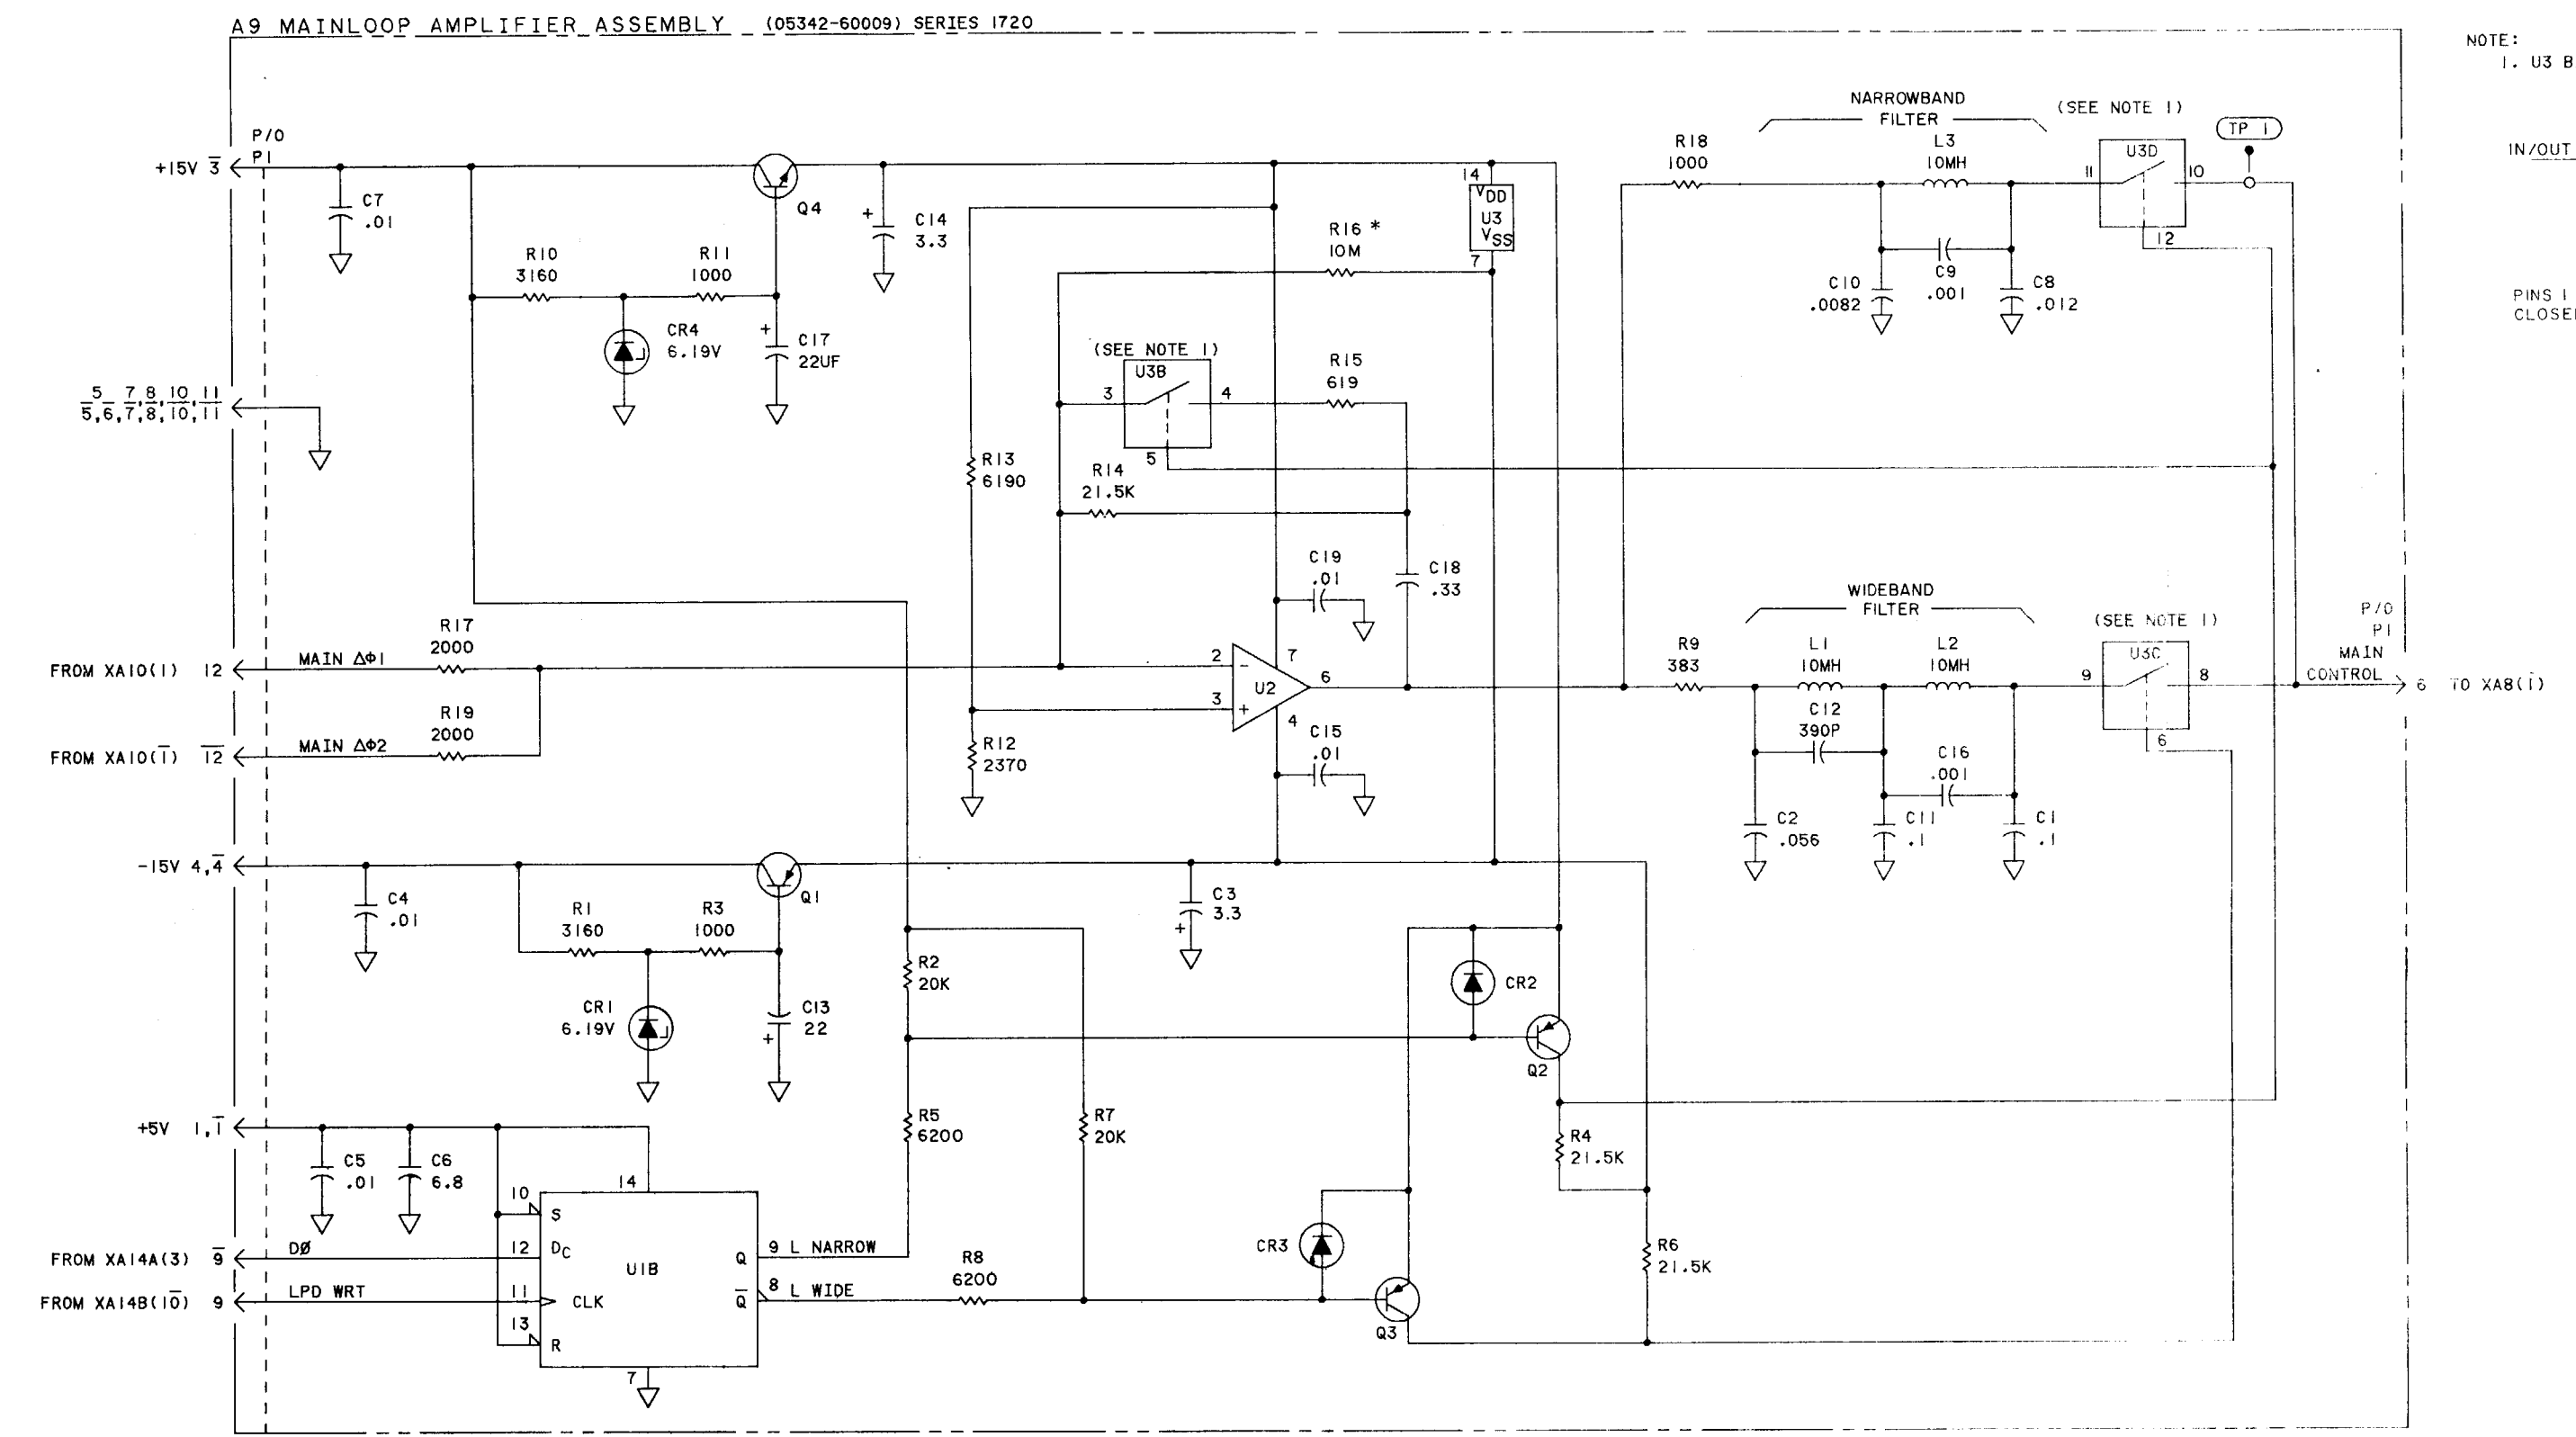 A9 MAINLOOP AMPLIFIER ASSEMBLY (05342-60009) SERIES 1720
NOTE:
1. U3 B
IN/OUT
PINS 1
CLOSE
P/O
P1
+15V 3̅
C7
.01
R10
3160
R11
1000
CR4
6.19V
C17
22UF
+
Q4
C14
3.3
+
R16 *
10M
14
VDD
U3
VSS
7
(SEE NOTE 1)
U3B
3
4
5
R15
619
R14
21.5K
R13
6190
R12
2370
C19
.01
C18
.33
C15
.01
2
3
7
6
4
-
+
U2
R18
1000
NARROWBAND
FILTER
L3
10MH
(SEE NOTE 1)
U3D
11
10
12
TP 1
C10
.0082
C9
.001
C8
.012
5 7,8,10,11
5̅,6,7̅,8̅,1̅0̅,1̅1̅
FROM XA10(1) 12
MAIN ΔΦ1
R17
2000
FROM XA10(1̅) 1̅2̅
MAIN ΔΦ2
R19
2000
WIDEBAND
FILTER
R9
383
L1
10MH
L2
10MH
C12
390P
C16
.001
C2
.056
C11
.1
C1
.1
(SEE NOTE 1)
U3C
9
8
6
P/O
P1
MAIN
CONTROL
6 TO XA8(1̅)
-15V 4,4̅
C4
.01
R1
3160
R3
1000
CR1
6.19V
C13
22
+
Q1
C3
3.3
+
R2
20K
R5
6200
R7
20K
CR2
Q2
R4
21.5K
R6
21.5K
+5V 1,1̅
C5
.01
C6
6.8
14
10
S
FROM XA14A(3) 9̅
DØ
12
DC
Q
9 L NARROW
U1B
FROM XA14B(1̅0̅) 9
LPD WRT
11
CLK
Q̅
8 L WIDE
13
R
7
R8
6200
CR3
Q3